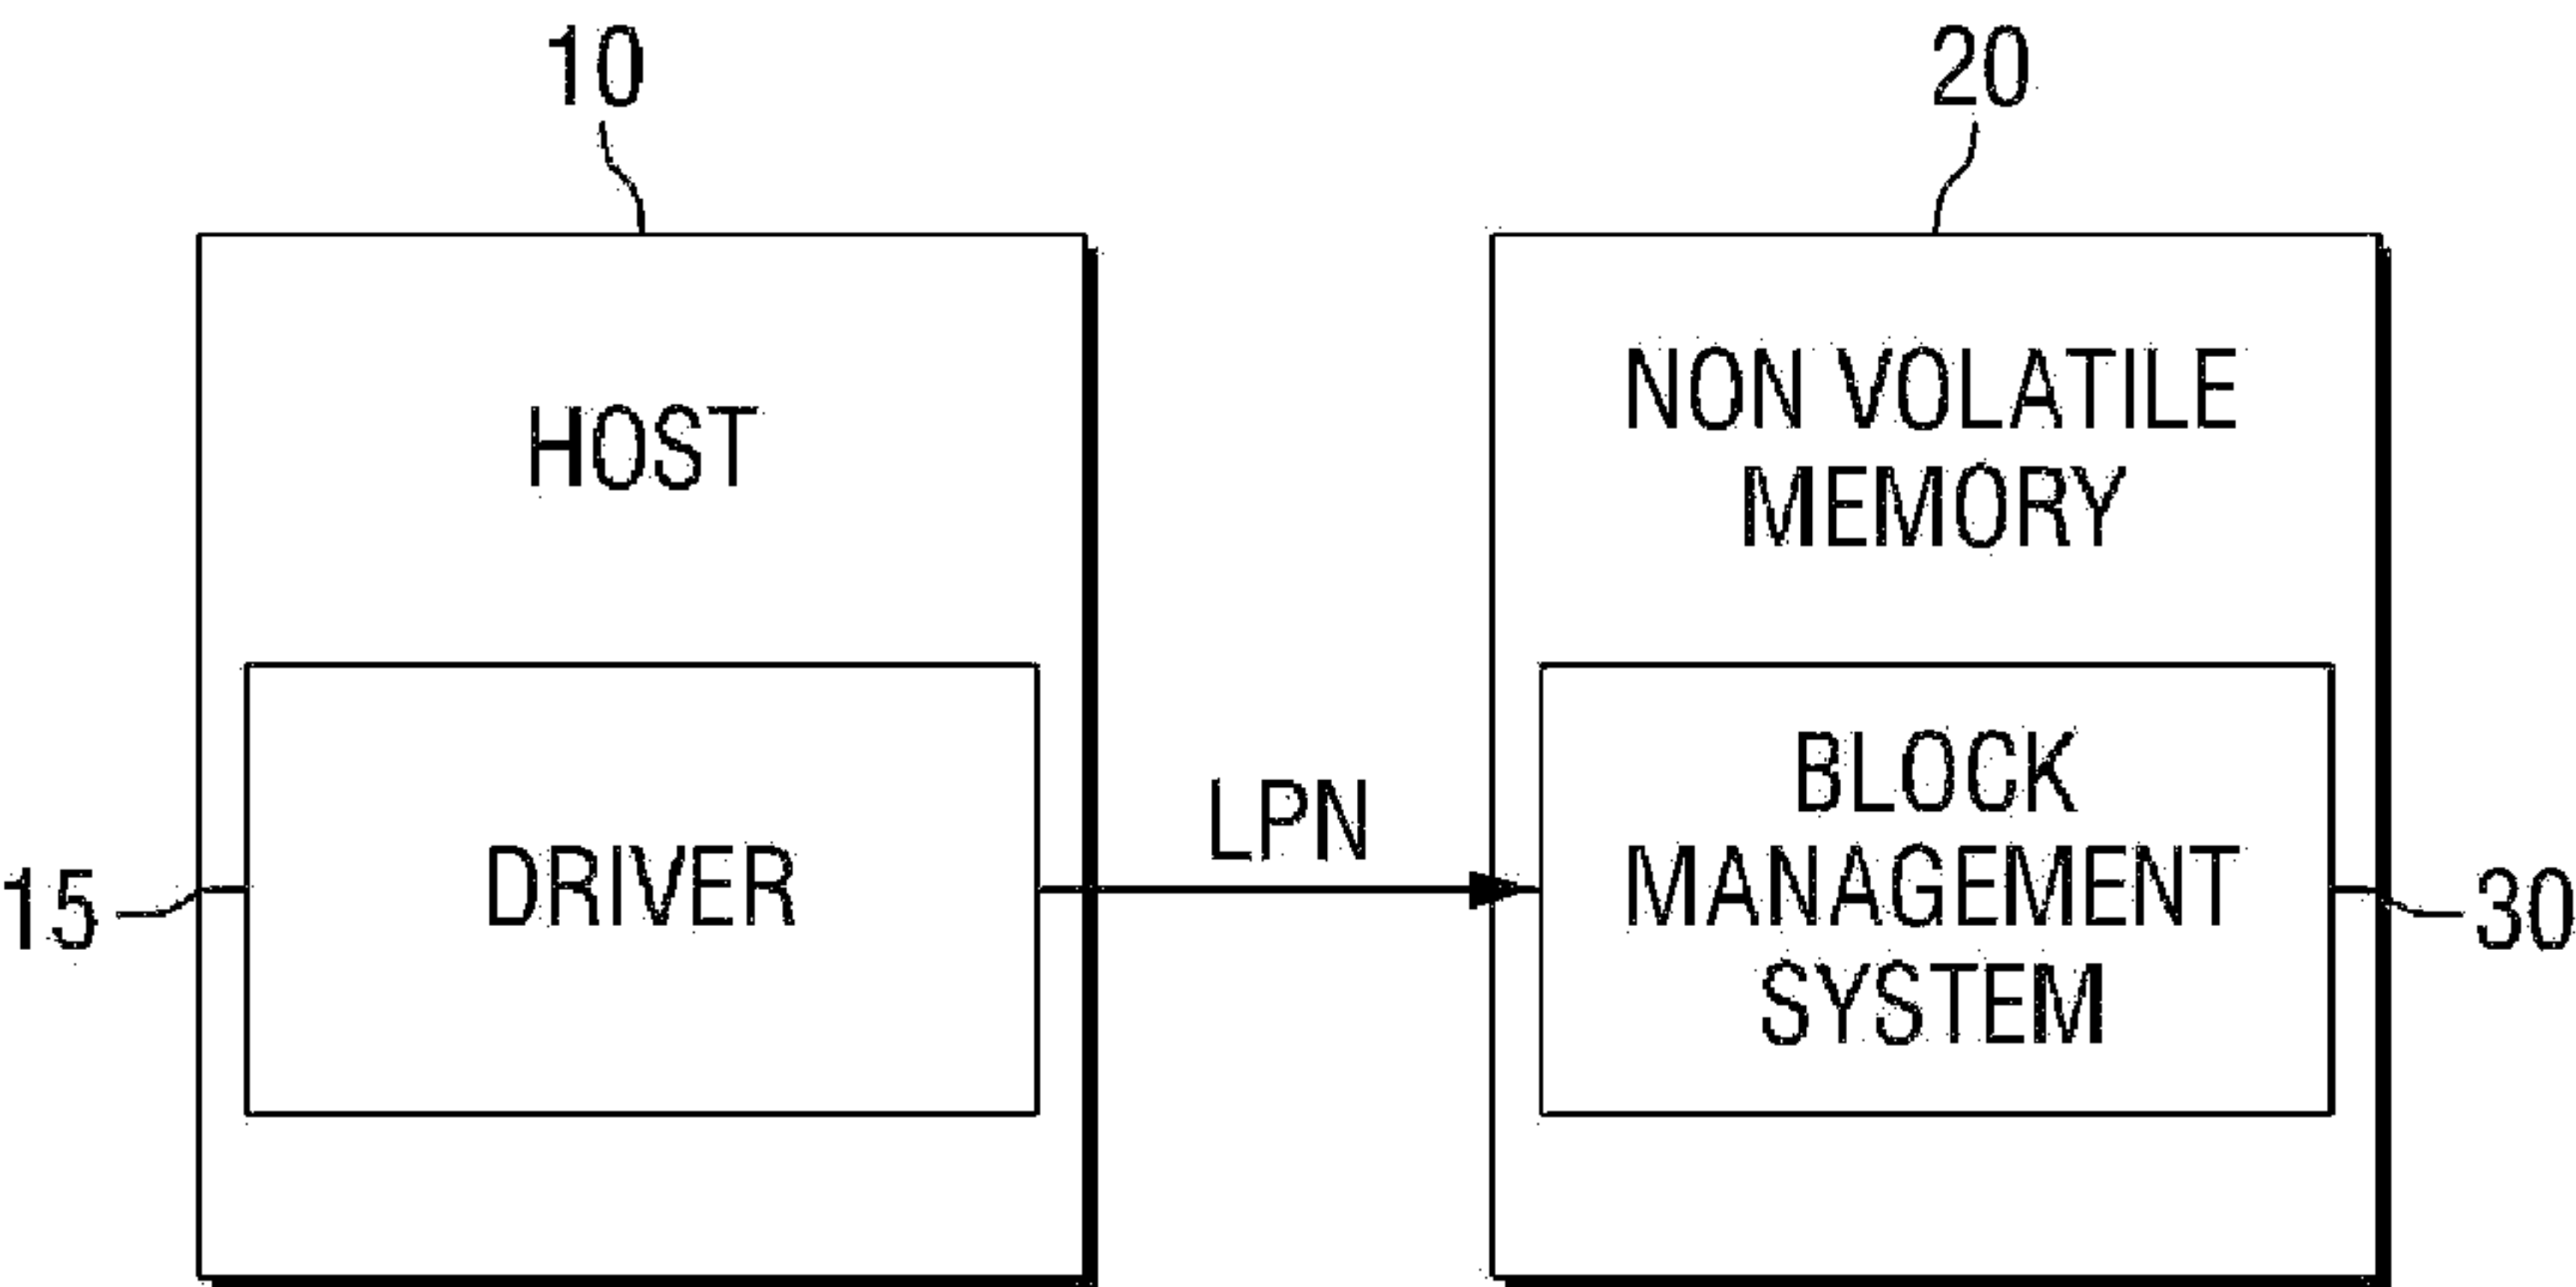 10
20
HOST
NON VOLATILE
MEMORY
DRIVER
LPN
BLOCK
MANAGEMENT
SYSTEM
15
30